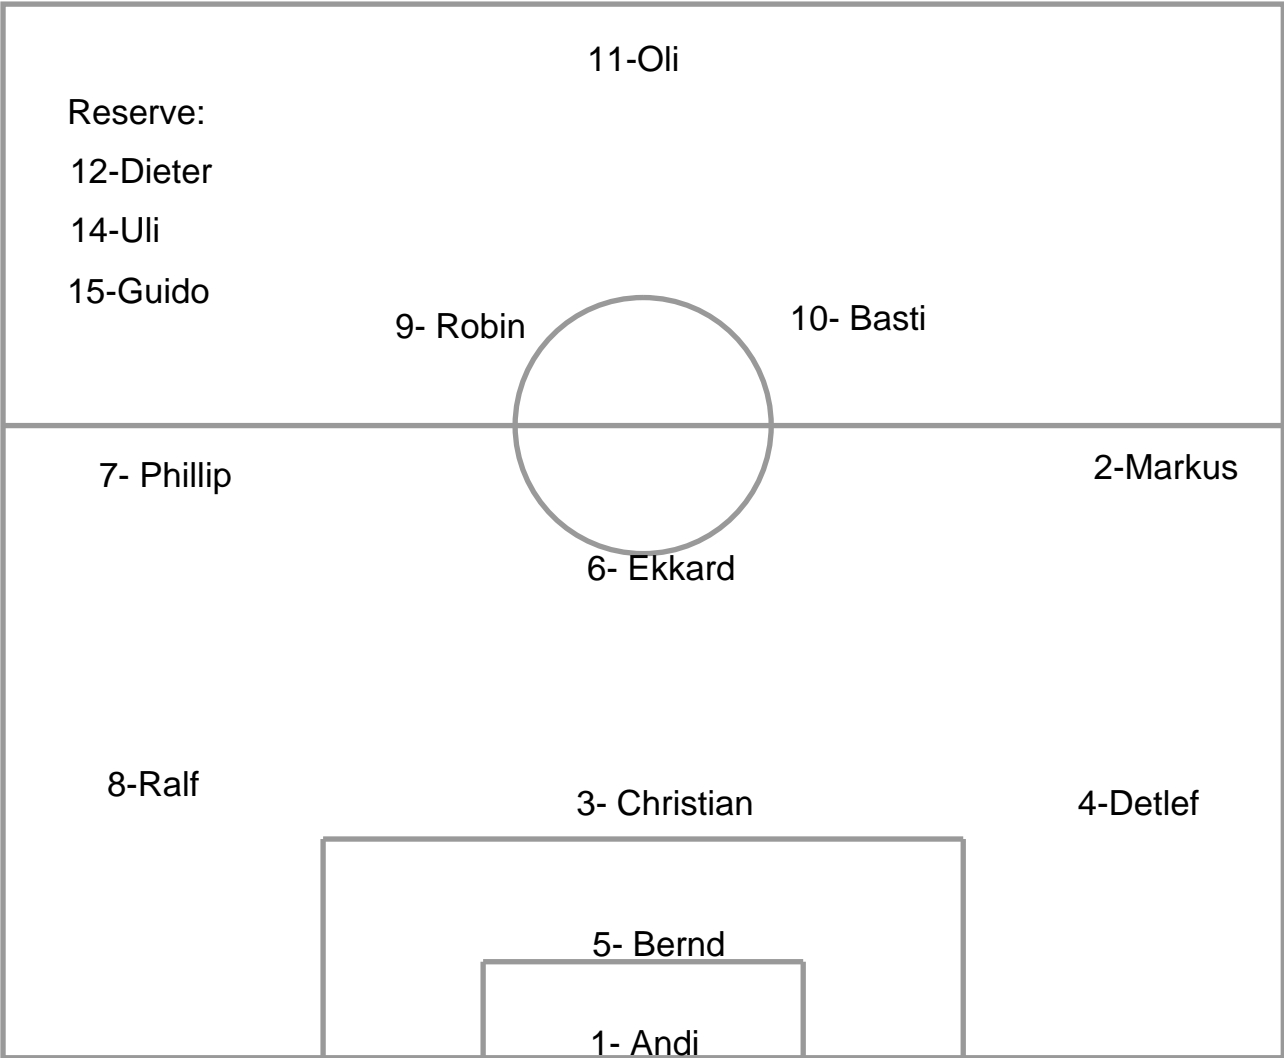 11-Oli
Reserve:
12-Dieter
14-Uli
15-Guido
9- Robin
10- Basti
7- Phillip
2-Markus
6- Ekkard
8-Ralf
3- Christian
4-Detlef
5- Bernd
1- Andi